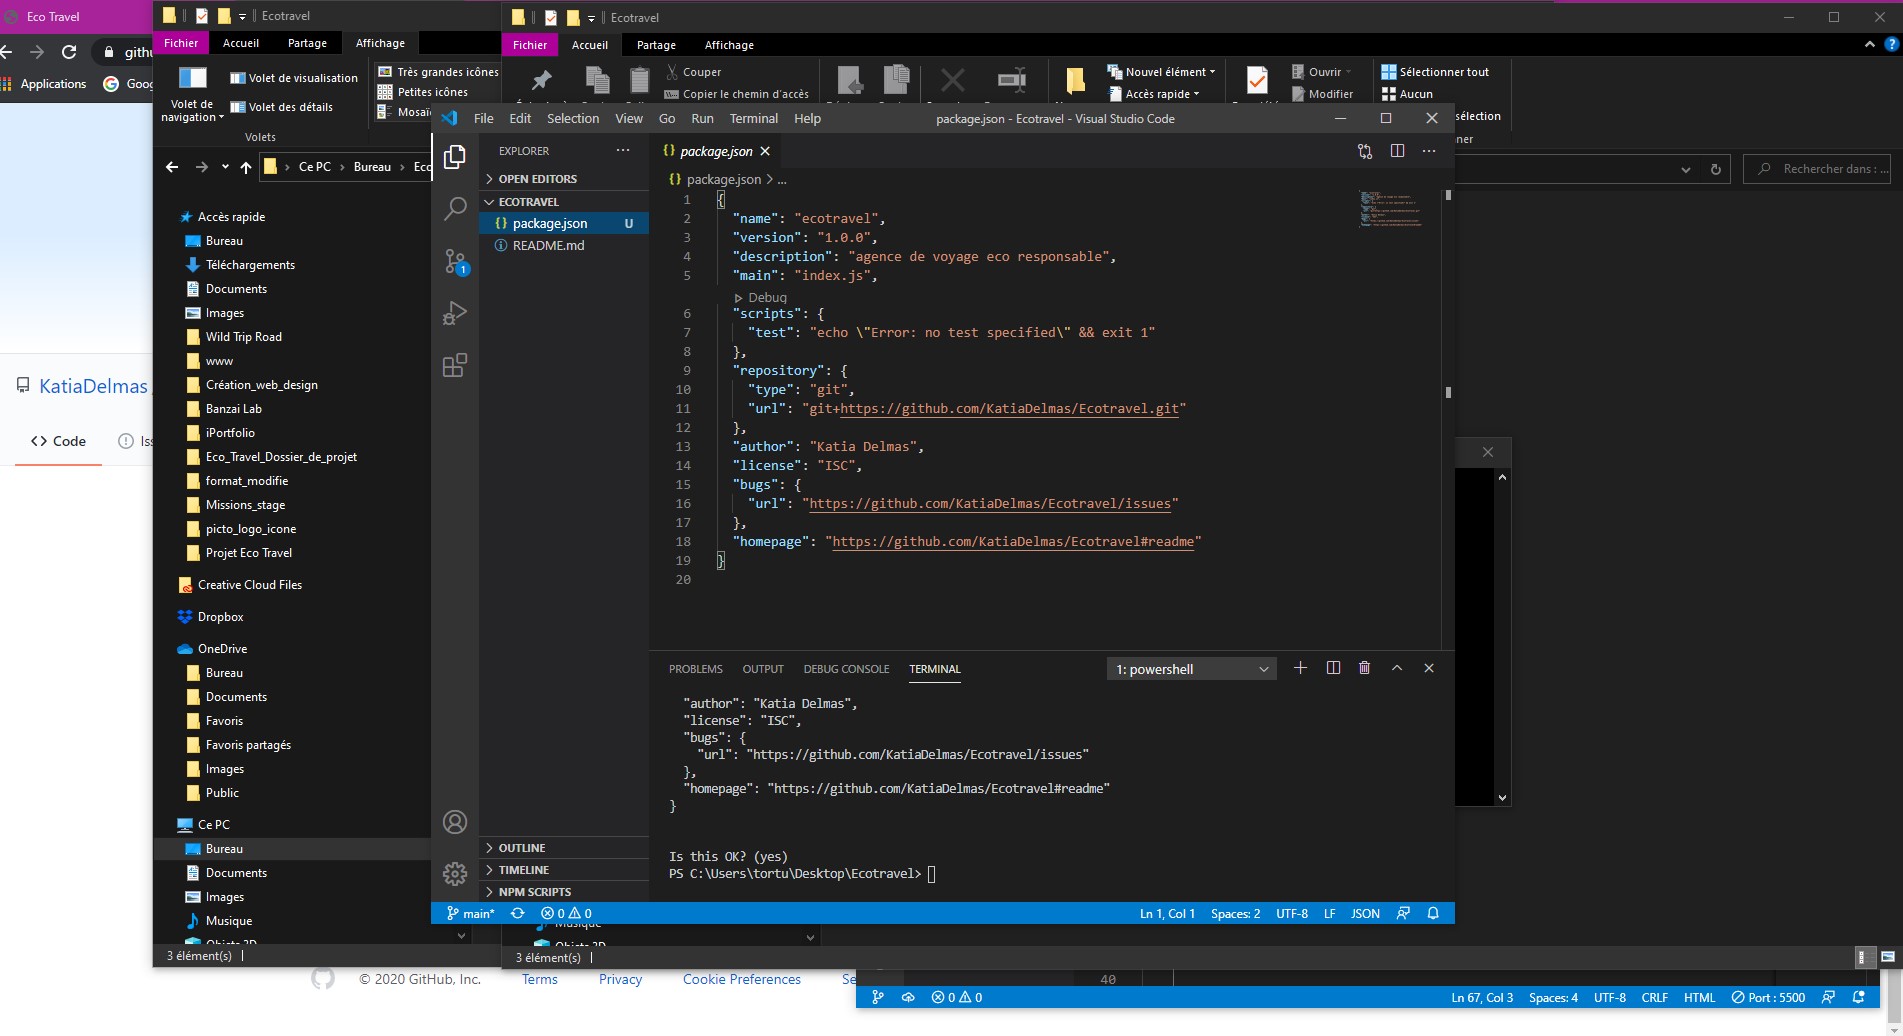 Eco Travel
Ecotravel
Ecotravel
Fichier
Accueil
Partage
Affichage
Fichier
Accueil
Partage
Affichage
Applications
Volet de navigation
Volet de visualisation
Volet des détails
Volets
Très grandes icônes
Petites icônes
Couper
Copier le chemin d'accès
Nouvel élément
Accès rapide
Ouvrir
Modifier
Sélectionner tout
Aucun
Ce PC
Bureau
Rechercher dans : ...
Accès rapide
Bureau
Téléchargements
Documents
Images
Wild Trip Road
www
Création_web_design
Banzai Lab
iPortfolio
Eco_Travel_Dossier_de_projet
format_modifie
Missions_stage
picto_logo_icone
Projet Eco Travel
Creative Cloud Files
Dropbox
OneDrive
Bureau
Documents
Favoris
Favoris partagés
Images
Public
Ce PC
Bureau
Documents
Images
Musique
3 élément(s)
KatiaDelmas
Code
File Edit Selection View Go Run Terminal Help
package.json - Ecotravel - Visual Studio Code
EXPLORER
OPEN EDITORS
ECOTRAVEL
package.json U
README.md
1
OUTLINE
TIMELINE
NPM SCRIPTS
package.json
package.json > ...
1 {
2 "name": "ecotravel",
3 "version": "1.0.0",
4 "description": "agence de voyage eco responsable",
5 "main": "index.js",
Debug
6 "scripts": {
7 "test": "echo \"Error: no test specified\" && exit 1"
8 },
9 "repository": {
10 "type": "git",
11 "url": "git+https://github.com/KatiaDelmas/Ecotravel.git"
12 },
13 "author": "Katia Delmas",
14 "license": "ISC",
15 "bugs": {
16 "url": "https://github.com/KatiaDelmas/Ecotravel/issues"
17 },
18 "homepage": "https://github.com/KatiaDelmas/Ecotravel#readme"
19 }
20
PROBLEMS OUTPUT DEBUG CONSOLE TERMINAL
1: powershell
"author": "Katia Delmas",
"license": "ISC",
"bugs": {
"url": "https://github.com/KatiaDelmas/Ecotravel/issues"
},
"homepage": "https://github.com/KatiaDelmas/Ecotravel#readme"
}
Is this OK? (yes)
PS C:\Users\tortu\Desktop\Ecotravel>
main* 0 0
Ln 1, Col 1 Spaces: 2 UTF-8 LF JSON
3 élément(s)
© 2020 GitHub, Inc. Terms Privacy Cookie Preferences
40
0 0
Ln 67, Col 3 Spaces: 4 UTF-8 CRLF HTML Port : 5500